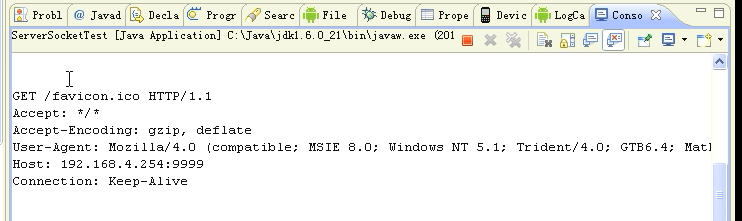 Probl @ Javad Decla Progr Searc File Debug Prope Devic LogCa Conso
ServerSocketTest [Java Application] C:\Java\jdk1.6.0_21\bin\javaw.exe (201
GET /favicon.ico HTTP/1.1
Accept: */*
Accept-Encoding: gzip, deflate
User-Agent: Mozilla/4.0 (compatible; MSIE 8.0; Windows NT 5.1; Trident/4.0; GTB6.4; Mat
Host: 192.168.4.254:9999
Connection: Keep-Alive